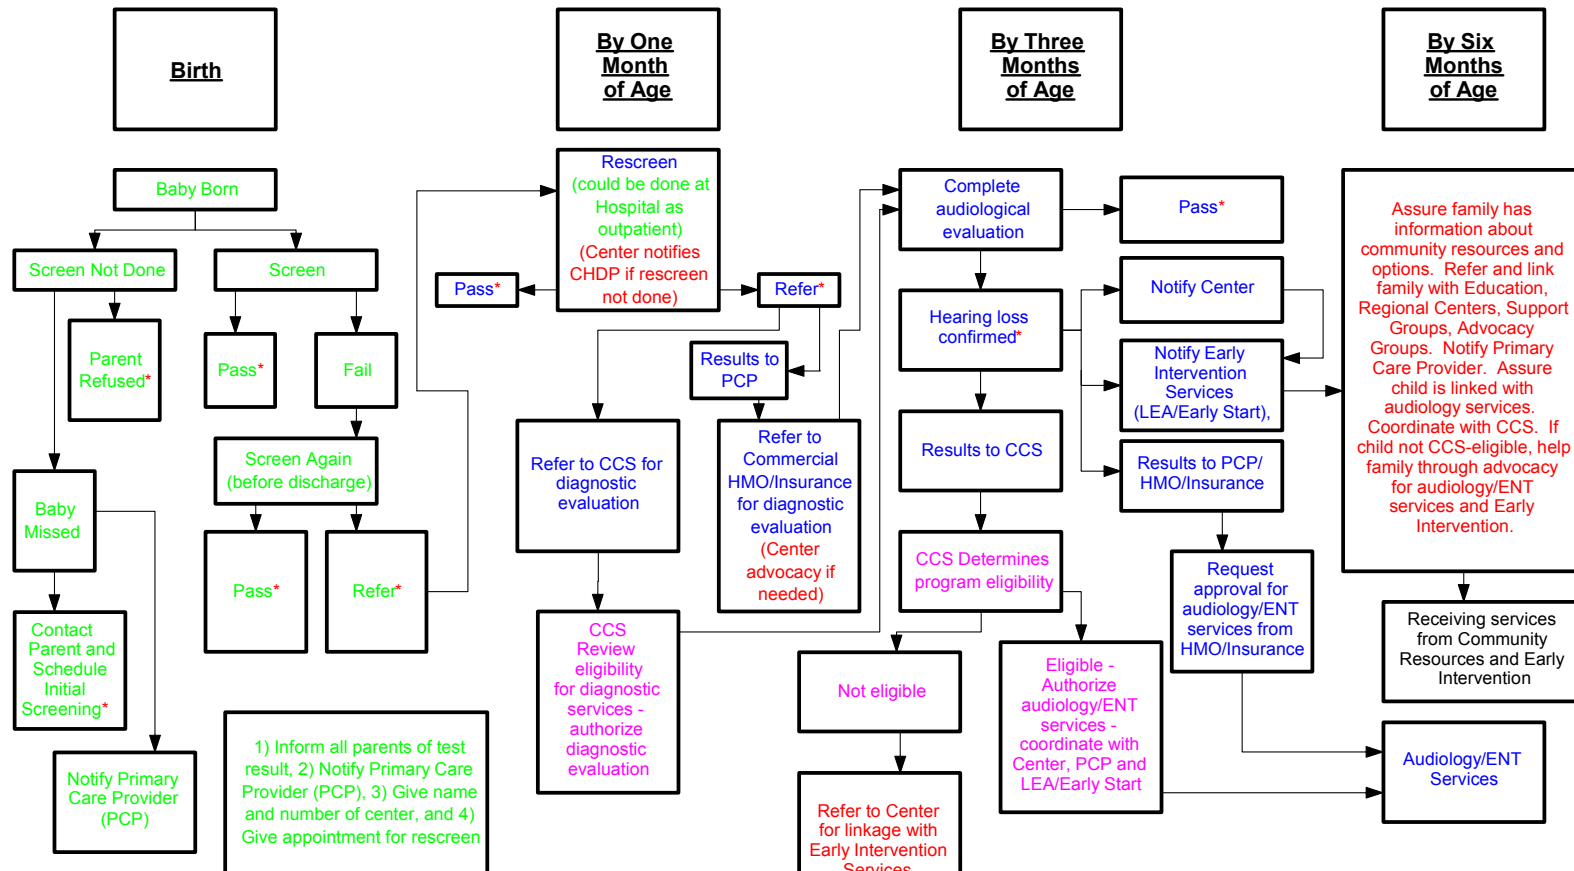 Birth
By One
Month
of Age
By Three
Months
of Age
By Six
Months
of Age
Baby Born
Screen Not Done
Screen
Parent
Refused*
Pass*
Fail
Screen Again
(before discharge)
Baby
Missed
Pass*
Refer*
Contact
Parent and
Schedule
Initial
Screening*
Notify Primary
Care Provider
(PCP)
1) Inform all parents of test
result, 2) Notify Primary Care
Provider (PCP), 3) Give name
and number of center, and 4)
Give appointment for rescreen
Rescreen
(could be done at
Hospital as
outpatient)
(Center notifies
CHDP if rescreen
not done)
Pass*
Refer*
Results to
PCP
Refer to CCS for
diagnostic
evaluation
Refer to
Commercial
HMO/Insurance
for diagnostic
evaluation
(Center
advocacy if
needed)
CCS
Review
eligibility
for diagnostic
services -
authorize
diagnostic
evaluation
Complete
audiological
evaluation
Pass*
Hearing loss
confirmed*
Notify Center
Notify Early
Intervention
Services
(LEA/Early Start),
Results to CCS
Results to PCP/
HMO/Insurance
CCS Determines
program eligibility
Request
approval for
audiology/ENT
services from
HMO/Insurance
Not eligible
Eligible -
Authorize
audiology/ENT
services -
coordinate with
Center, PCP and
LEA/Early Start
Refer to Center
for linkage with
Early Intervention
Services
Assure family has
information about
community resources and
options.  Refer and link
family with Education,
Regional Centers, Support
Groups, Advocacy
Groups.  Notify Primary
Care Provider.  Assure
child is linked with
audiology services.
Coordinate with CCS.  If
child not CCS-eligible, help
family through advocacy
for audiology/ENT
services and Early
Intervention.
Receiving services
from Community
Resources and Early
Intervention
Audiology/ENT
Services